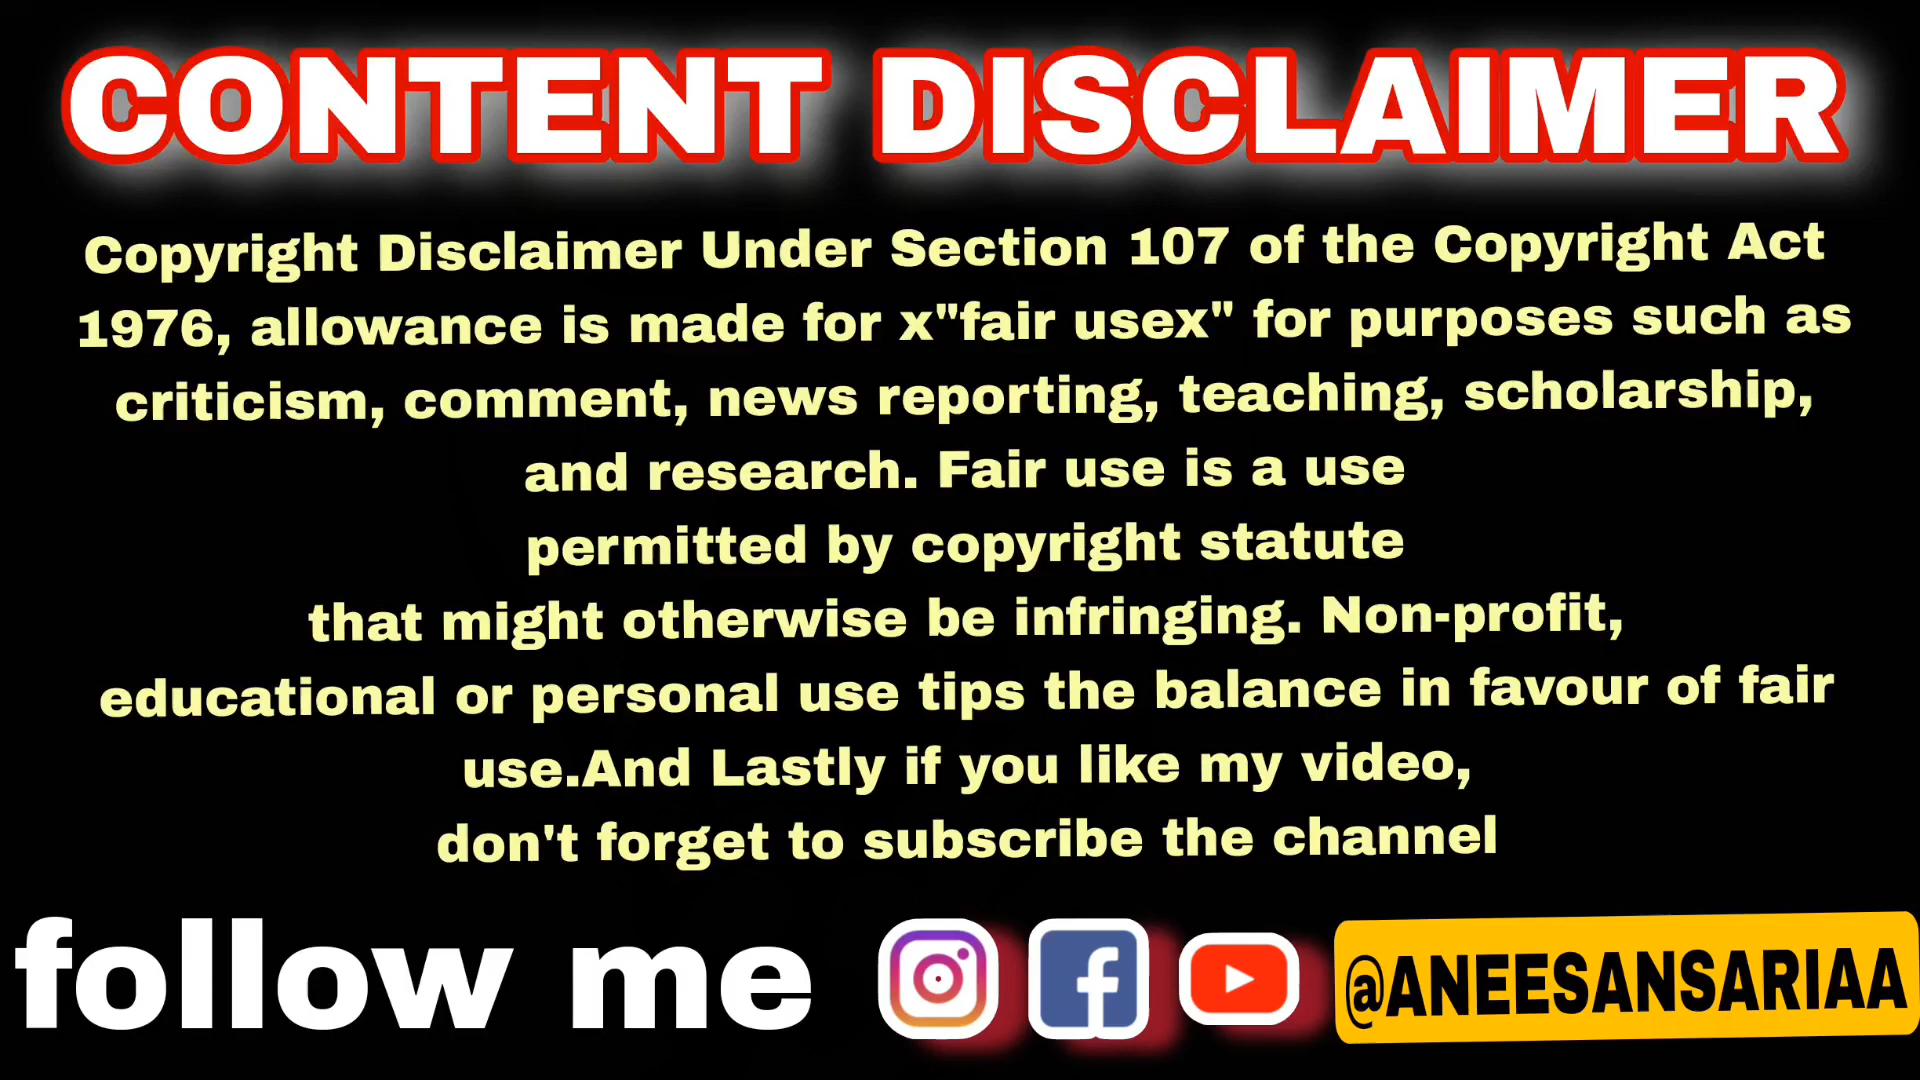 CONTENT DISCLAIMER
Copyright Disclaimer Under Section 107 of the Copyright Act
1976, allowance is made for x"fair usex" for purposes such as
criticism, comment, news reporting, teaching, scholarship,
and research. Fair use is a use
permitted by copyright statute
that might otherwise be infringing. Non-profit,
educational or personal use tips the balance in favour of fair
use.And Lastly if you like my video,
don't forget to subscribe the channel
follow me @ANEESANSARIAA